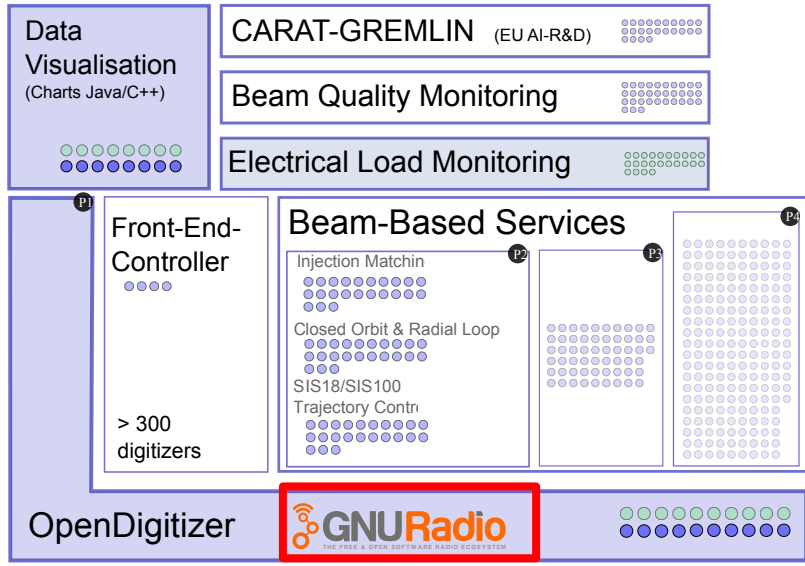 Data
Visualisation
(Charts Java/C++)
CARAT-GREMLIN (EU AI-R&D)
Beam Quality Monitoring
Electrical Load Monitoring
P1
Front-End-
Controller
> 300
digitizers
Beam-Based Services
P2
Injection Matchin
Closed Orbit & Radial Loop
SIS18/SIS100
Trajectory Contr
P3
P4
OpenDigitizer
GNURadio
THE FREE & OPEN SOFTWARE RADIO ECOSYSTEM